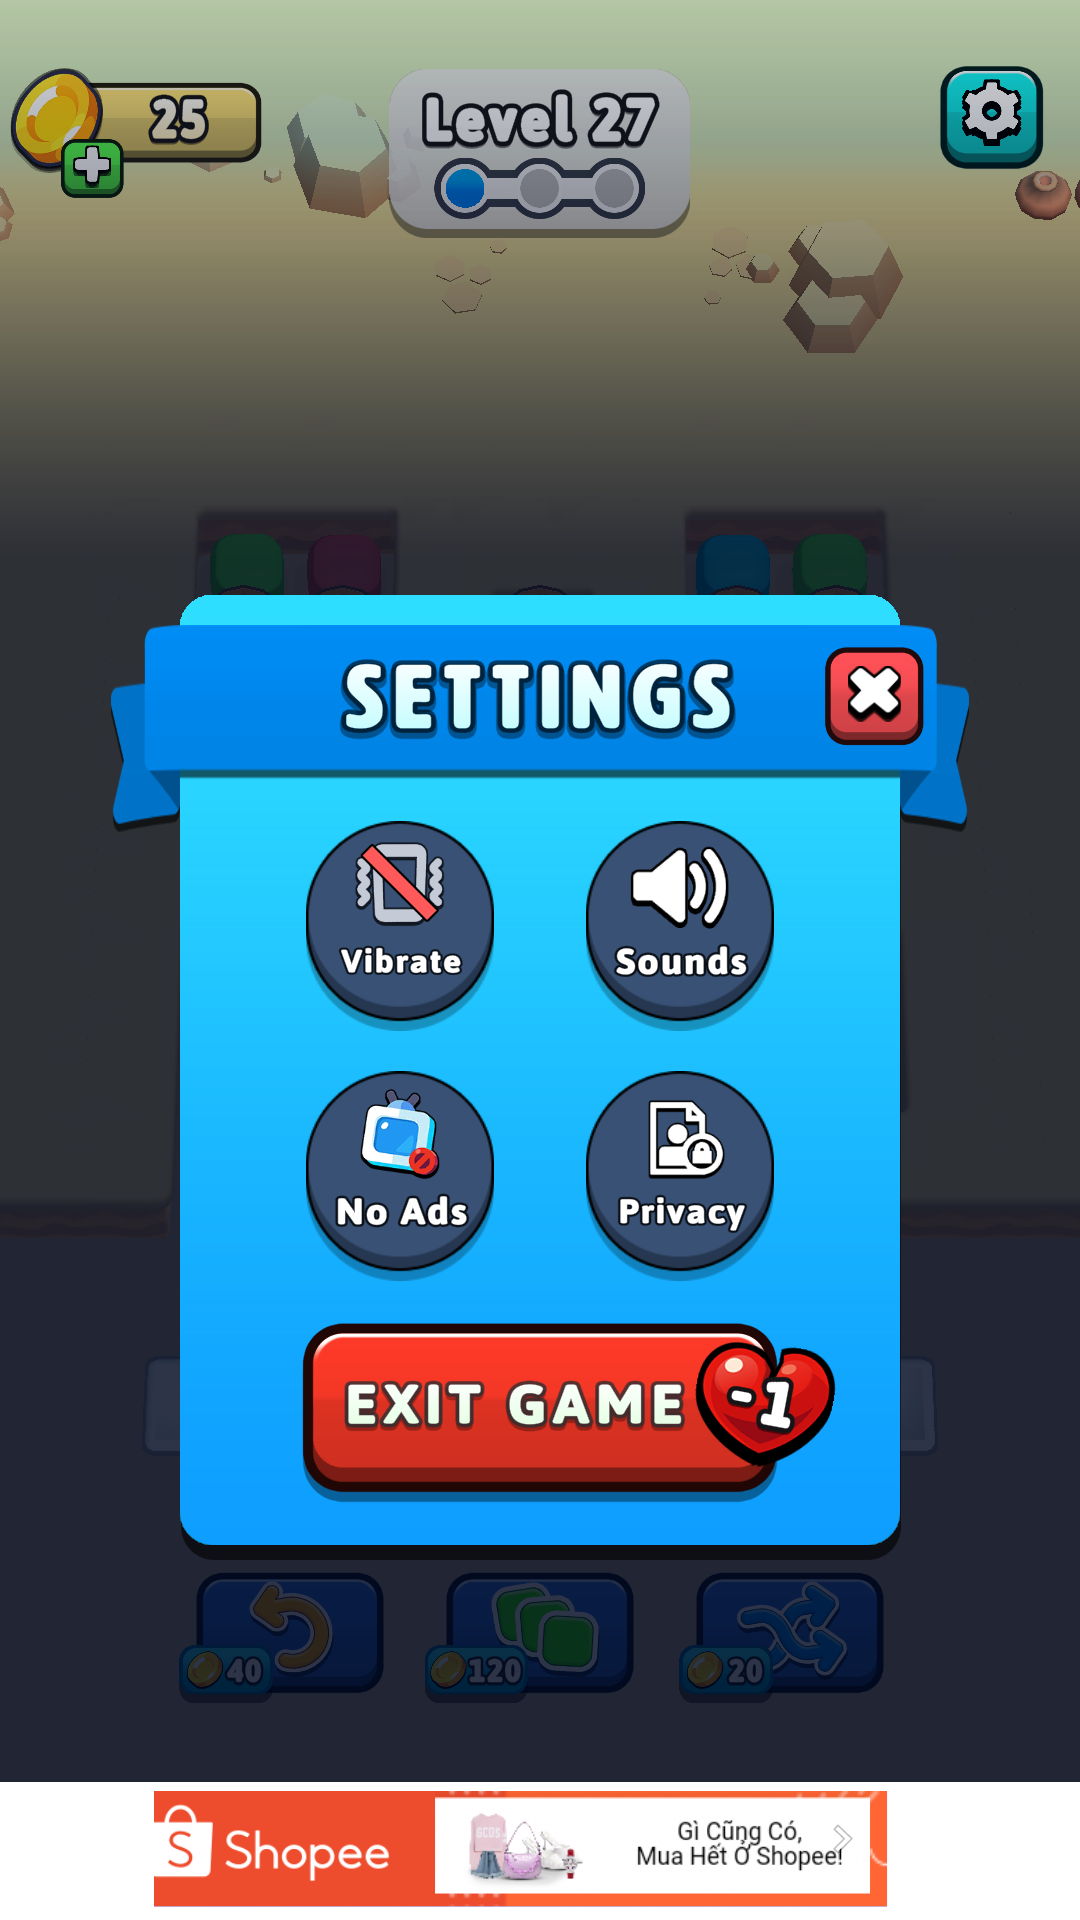 25
Level 27
SETTINGS
Vibrate
Sounds
No Ads
Privacy
EXIT GAME
-1
40
120
20
S Shopee
GCDS
Gì Cũng Có,
Mua Hết Ở Shopee!